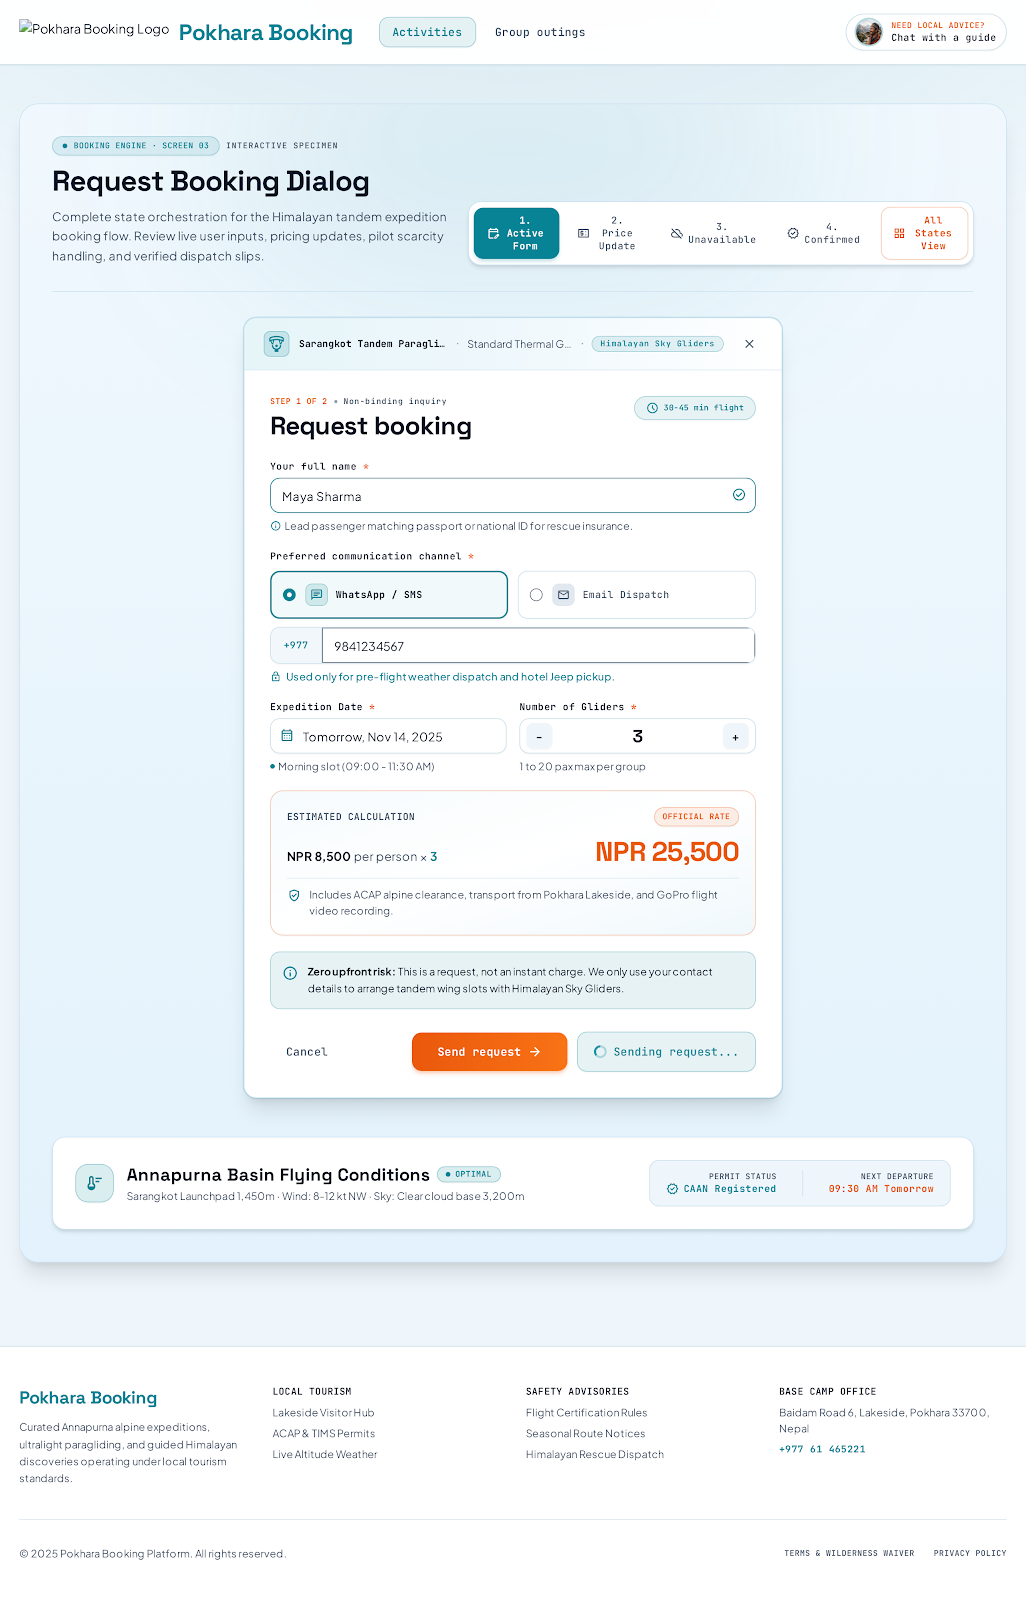 Pokhara Booking Logo
Pokhara Booking
Activities
Group outings
NEED LOCAL ADVICE?
Chat with a guide
BOOKING ENGINE · SCREEN 03
INTERACTIVE SPECIMEN
Request Booking Dialog
Complete state orchestration for the Himalayan tandem expedition
booking flow. Review live user inputs, pricing updates, pilot scarcity
handling, and verified dispatch slips.
1.
Active
Form
2.
Price
Update
3.
Unavailable
4.
Confirmed
All
States
View
Sarangkot Tandem Paragli… · Standard Thermal G… · Himalayan Sky Gliders
STEP 1 OF 2 • Non-binding inquiry
30-45 min flight
Request booking
Your full name *
Maya Sharma
Lead passenger matching passport or national ID for rescue insurance.
Preferred communication channel *
WhatsApp / SMS
Email Dispatch
+977
9841234567
Used only for pre-flight weather dispatch and hotel Jeep pickup.
Expedition Date *
Number of Gliders *
Tomorrow, Nov 14, 2025
- 3 +
Morning slot (09:00 - 11:30 AM)
1 to 20 pax max per group
ESTIMATED CALCULATION
OFFICIAL RATE
NPR 8,500 per person × 3
NPR 25,500
Includes ACAP alpine clearance, transport from Pokhara Lakeside, and GoPro flight
video recording.
Zero upfront risk: This is a request, not an instant charge. We only use your contact
details to arrange tandem wing slots with Himalayan Sky Gliders.
Cancel
Send request →
Sending request...
Annapurna Basin Flying Conditions
OPTIMAL
Sarangkot Launchpad 1,450m · Wind: 8-12 kt NW · Sky: Clear cloud base 3,200m
PERMIT STATUS
CAAN Registered
NEXT DEPARTURE
09:30 AM Tomorrow
Pokhara Booking
Curated Annapurna alpine expeditions,
ultralight paragliding, and guided Himalayan
discoveries operating under local tourism
standards.
LOCAL TOURISM
Lakeside Visitor Hub
ACAP & TIMS Permits
Live Altitude Weather
SAFETY ADVISORIES
Flight Certification Rules
Seasonal Route Notices
Himalayan Rescue Dispatch
BASE CAMP OFFICE
Baidam Road 6, Lakeside, Pokhara 33700,
Nepal
+977 61 465221
© 2025 Pokhara Booking Platform. All rights reserved.
TERMS & WILDERNESS WAIVER
PRIVACY POLICY